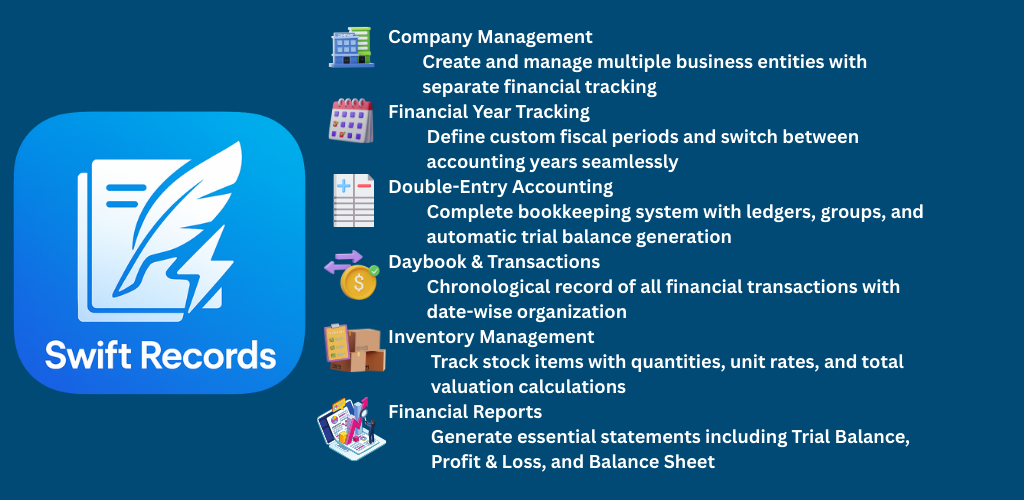 Swift Records
Company Management
Create and manage multiple business entities with
separate financial tracking
Financial Year Tracking
Define custom fiscal periods and switch between
accounting years seamlessly
Double-Entry Accounting
Complete bookkeeping system with ledgers, groups, and
automatic trial balance generation
Daybook & Transactions
Chronological record of all financial transactions with
date-wise organization
Inventory Management
Track stock items with quantities, unit rates, and total
valuation calculations
Financial Reports
Generate essential statements including Trial Balance,
Profit & Loss, and Balance Sheet